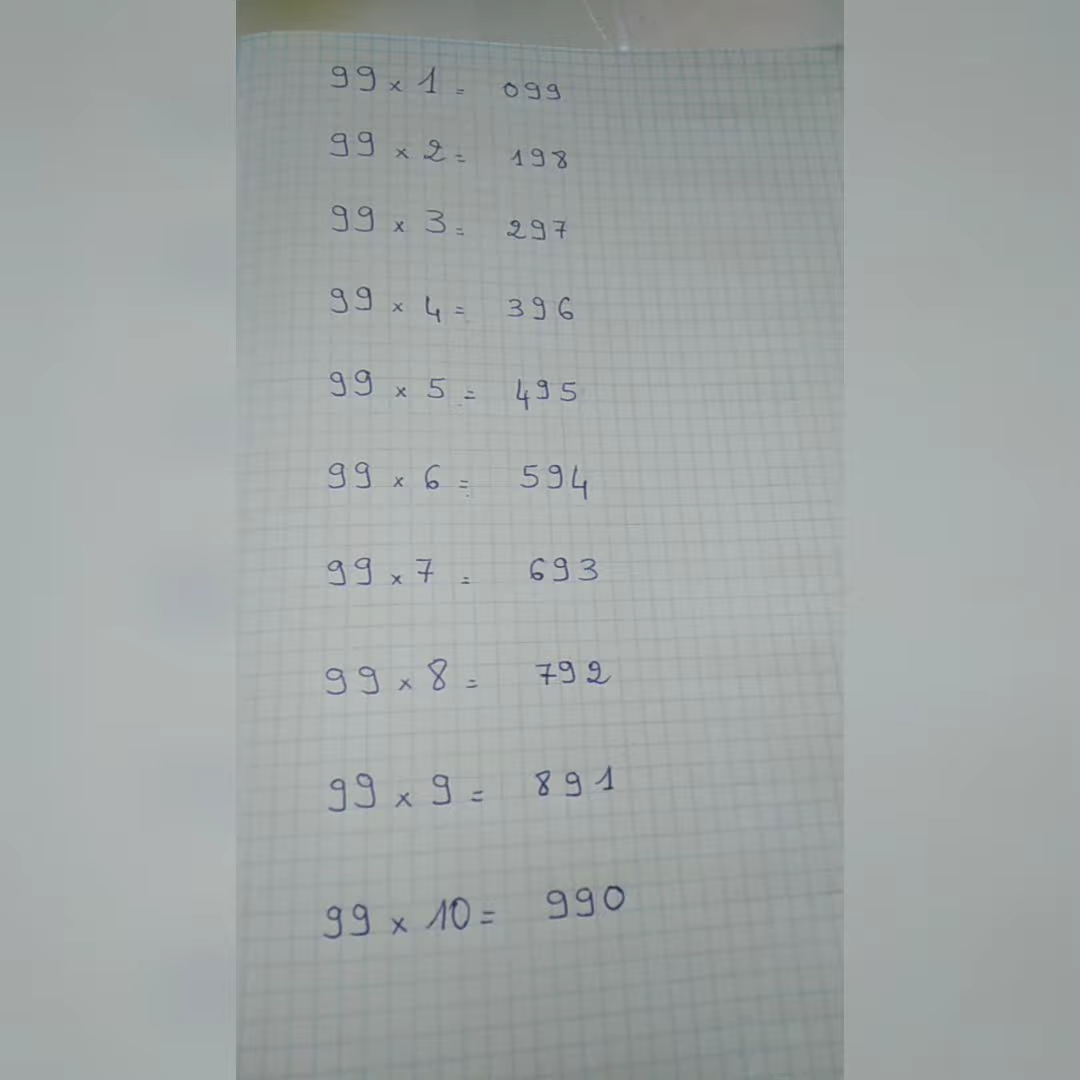 99 x 1 = 099
99 x 2 = 198
99 x 3 = 297
99 x 4 = 396
99 x 5 = 495
99 x 6 = 594
99 x 7 = 693
99 x 8 = 792
99 x 9 = 891
99 x 10 = 990